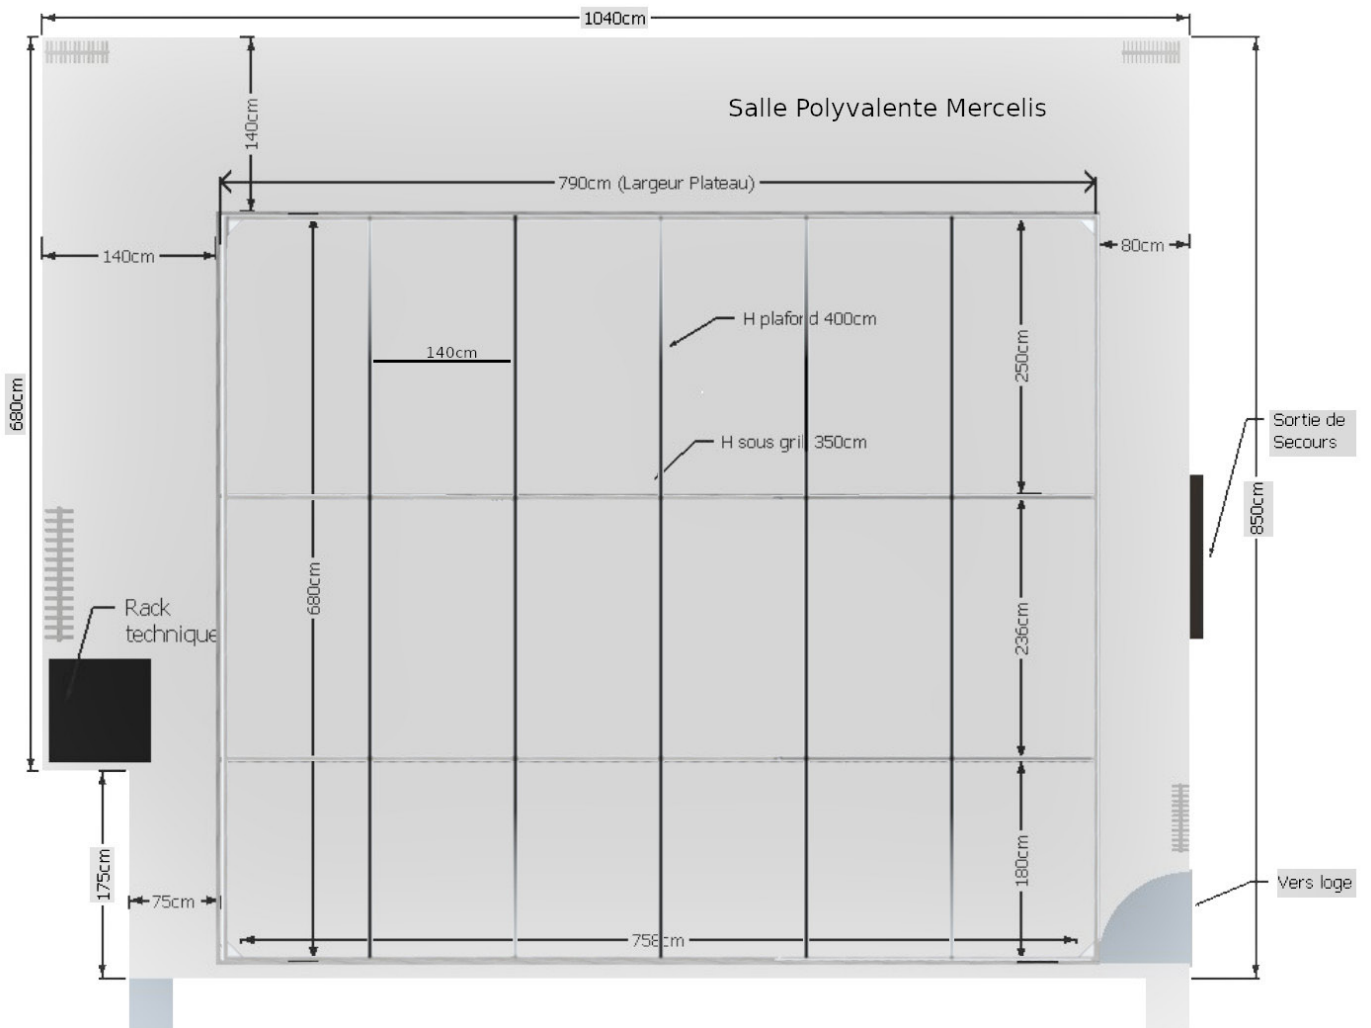 1040cm
Salle Polyvalente Mercelis
140cm
790cm (Largeur Plateau)
140cm
80cm
H plafond 400cm
140cm
250cm
680cm
Sortie de
Secours
H sous gril 350cm
850cm
680cm
Rack
technique
236cm
175cm
180cm
Vers loge
75cm
758cm